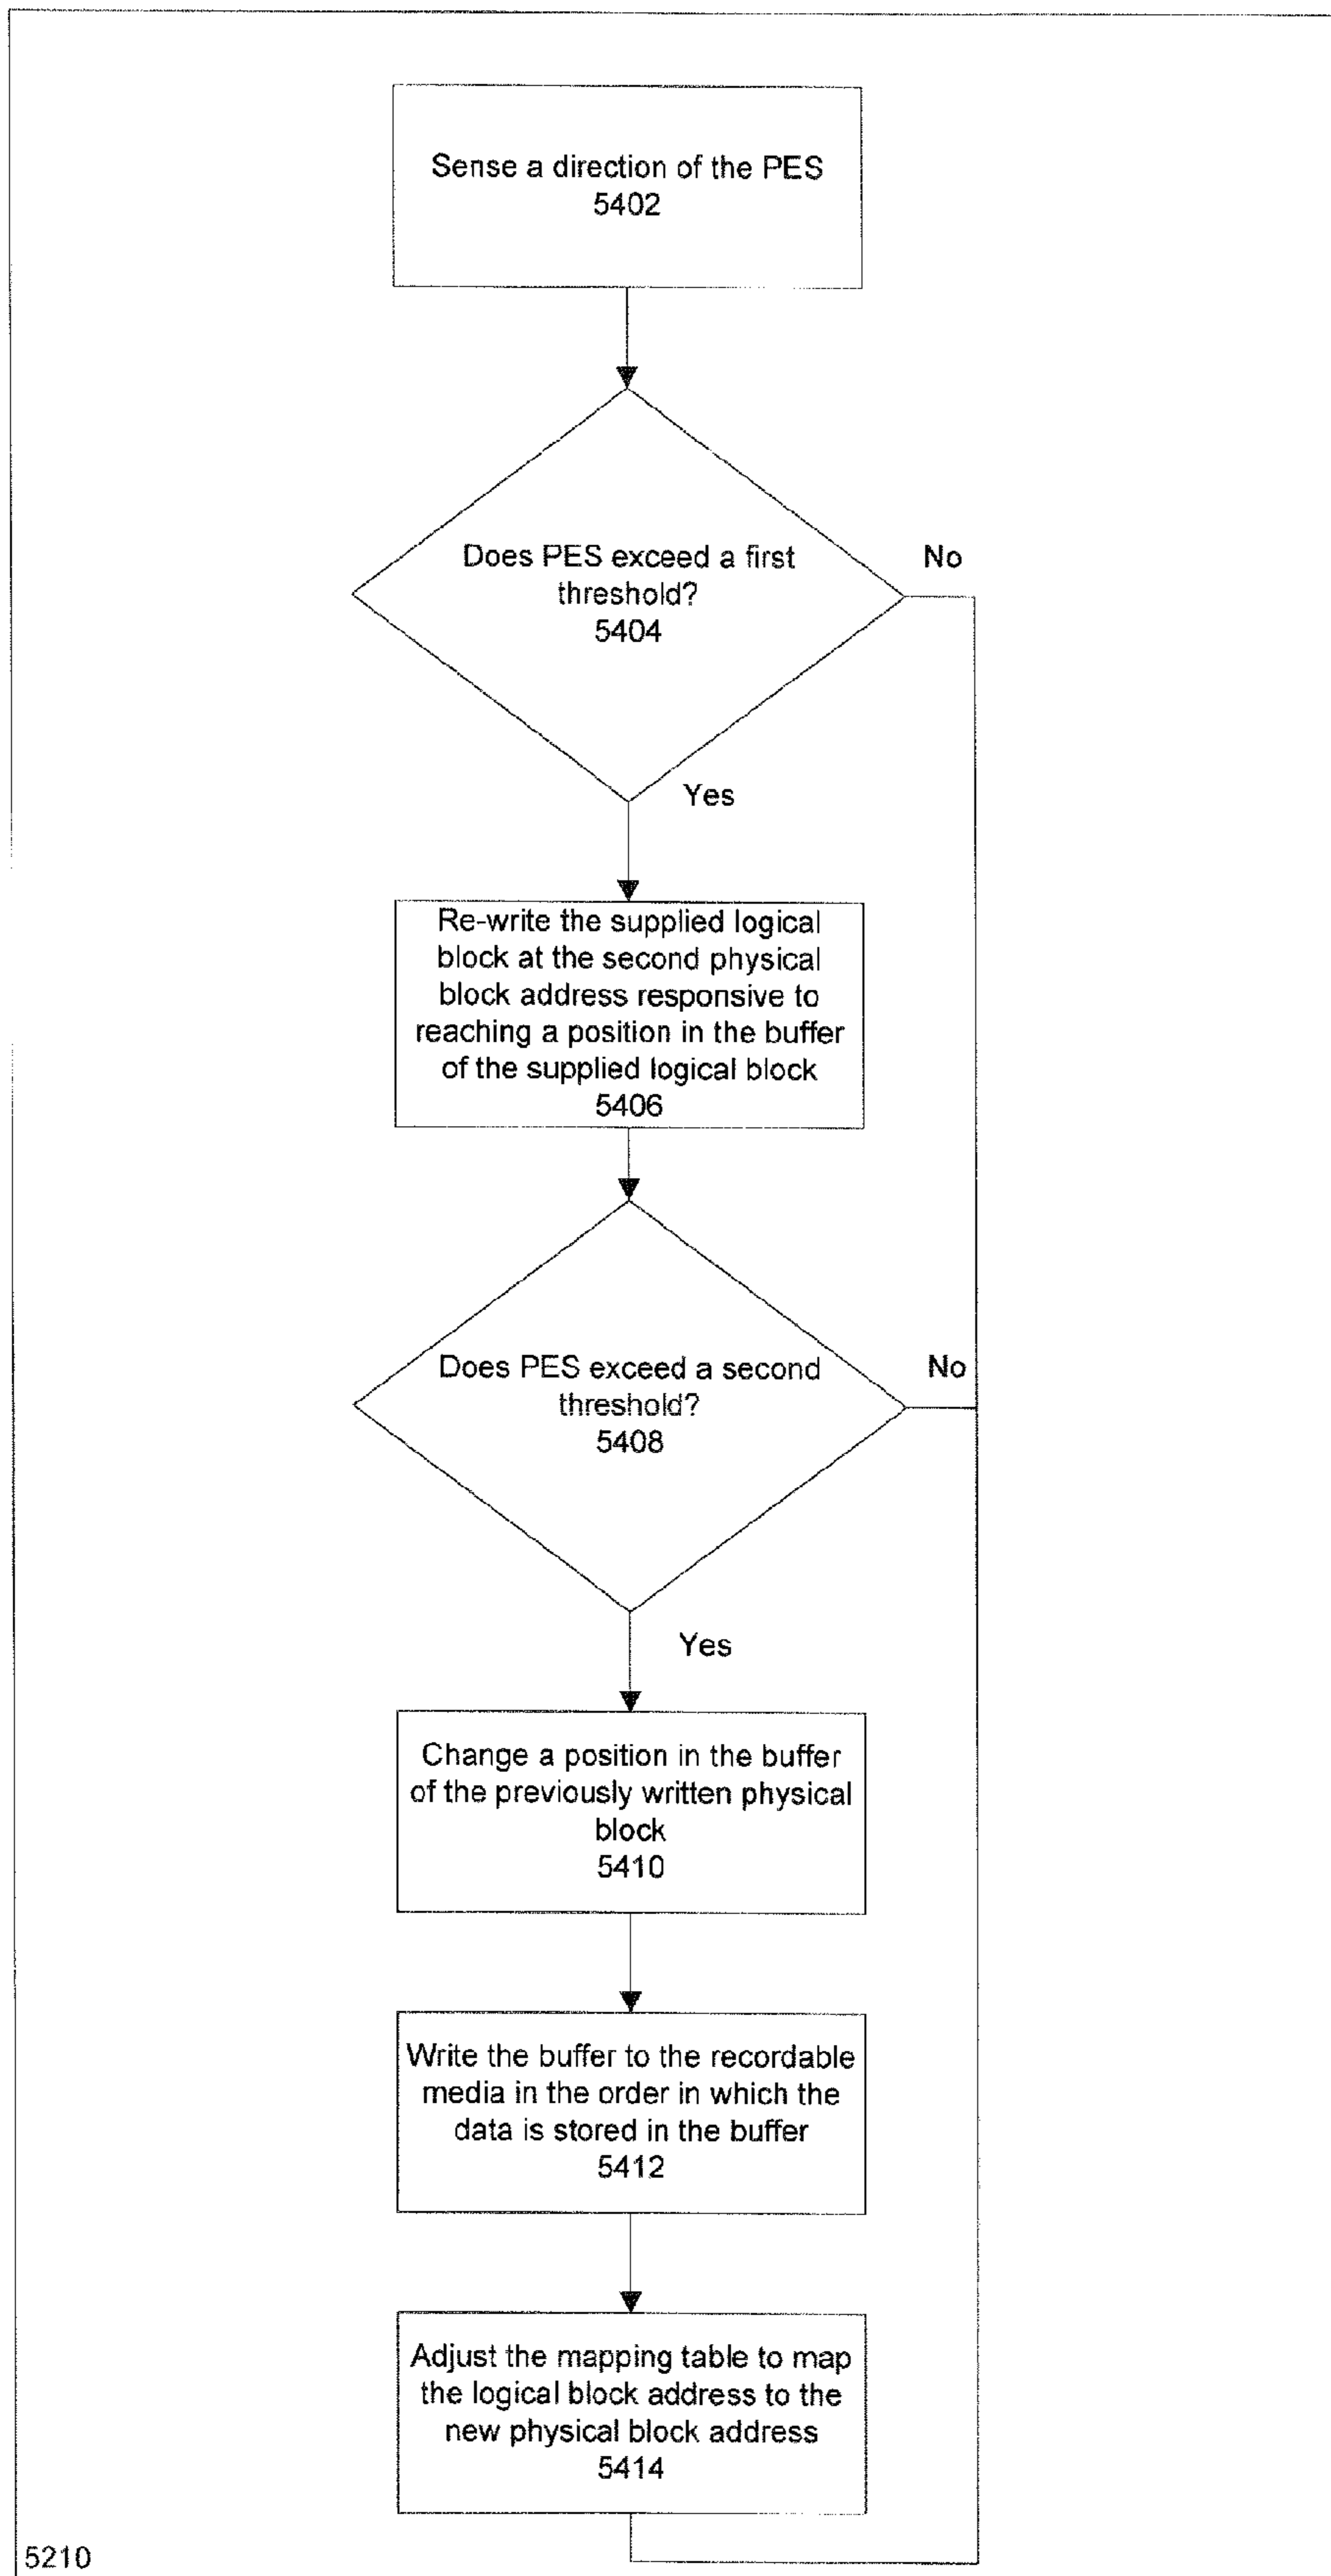 Sense a direction of the PES
5402
Does PES exceed a first
threshold?
5404
No
Yes
Re-write the supplied logical
block at the second physical
block address responsive to
reaching a position in the buffer
of the supplied logical block
5406
Does PES exceed a second
threshold?
5408
No
Yes
Change a position in the buffer
of the previously written physical
block
5410
Write the buffer to the recordable
media in the order in which the
data is stored in the buffer
5412
Adjust the mapping table to map
the logical block address to the
new physical block address
5414
5210